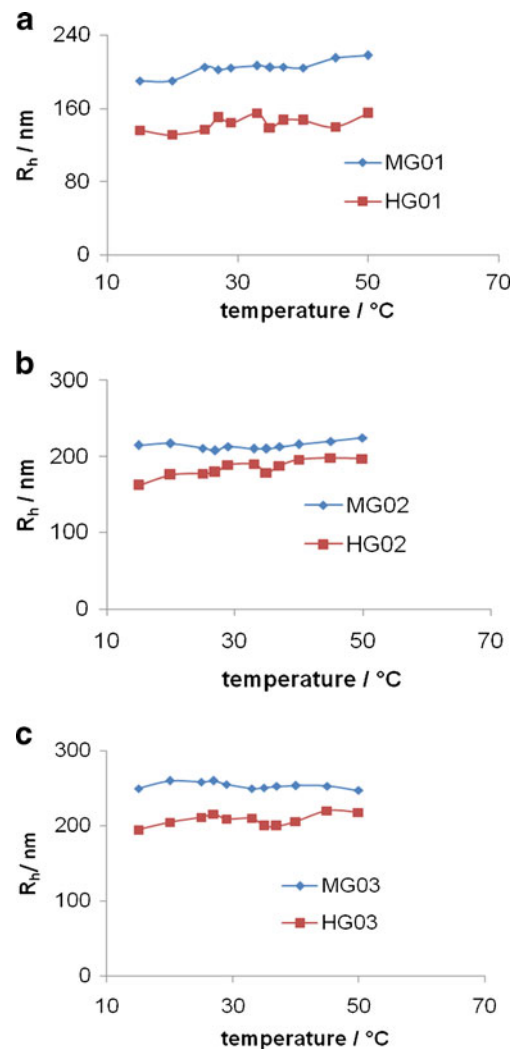 a
240
160
80
0
R_h / nm
MG01
HG01
10 30 50 70
temperature / °C
b
300
200
100
0
R_h / nm
MG02
HG02
10 30 50 70
temperature / °C
c
300
200
100
0
R_h/ nm
MG03
HG03
10 30 50 70
temperature / °C